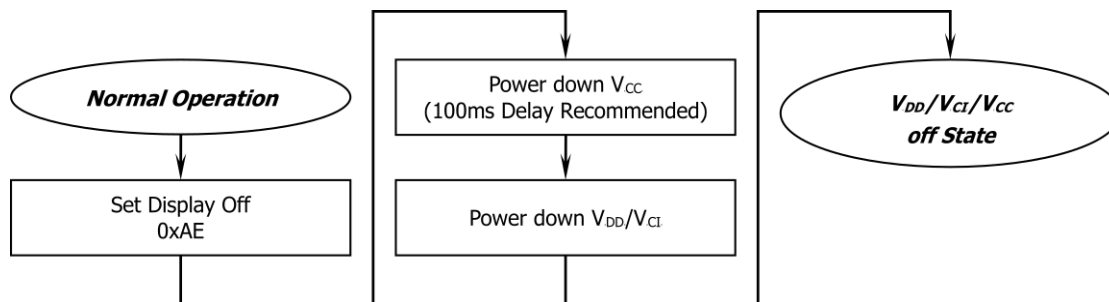 Normal Operation
Set Display Off
0xAE
Power down VCC
(100ms Delay Recommended)
Power down VDD/VCI
VDD/VCI/VCC
off State